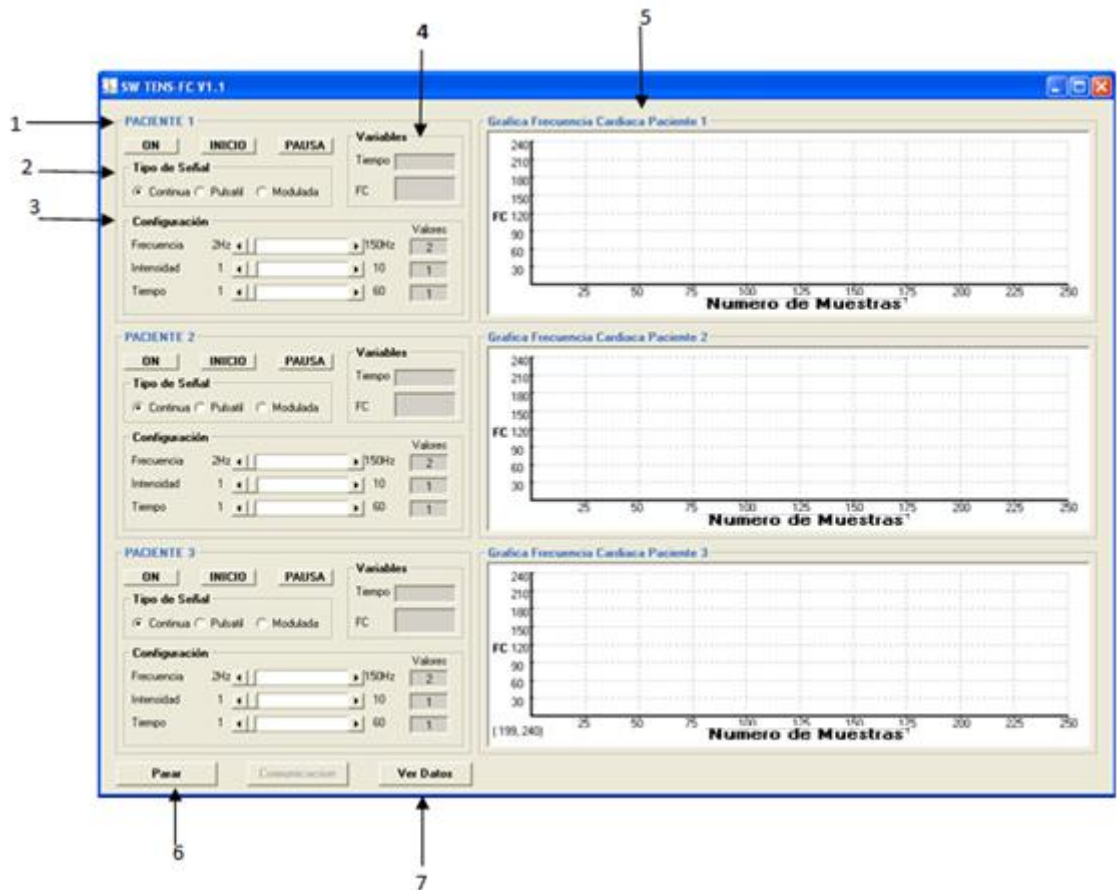 4
5
SW TENS-FC V1.1
1
PACIENTE 1
ON INICIO PAUSA
2
Tipo de Señal
Continua Pulsatil Modulada
Variables
Tiempo
FC
3
Configuración
Valores
Frecuencia 2Hz 150Hz 2
Intensidad 1 10 1
Tiempo 1 60 1
Grafica Frecuencia Cardiaca Paciente 1
240
210
180
150
FC 120
90
60
30
25 50 75 100 125 150 175 200 225 250
Numero de Muestras
PACIENTE 2
ON INICIO PAUSA
Tipo de Señal
Continua Pulsatil Modulada
Variables
Tiempo
FC
Configuración
Valores
Frecuencia 2Hz 150Hz 2
Intensidad 1 10 1
Tiempo 1 60 1
Grafica Frecuencia Cardiaca Paciente 2
240
210
180
150
FC 120
90
60
30
25 50 75 100 125 150 175 200 225 250
Numero de Muestras
PACIENTE 3
ON INICIO PAUSA
Tipo de Señal
Continua Pulsatil Modulada
Variables
Tiempo
FC
Configuración
Valores
Frecuencia 2Hz 150Hz 2
Intensidad 1 10 1
Tiempo 1 60 1
Grafica Frecuencia Cardiaca Paciente 3
240
210
180
150
FC 120
90
60
30
(199, 240)
25 50 75 100 125 150 175 200 225 250
Numero de Muestras
Parar Comunicacion Ver Datos
6
7